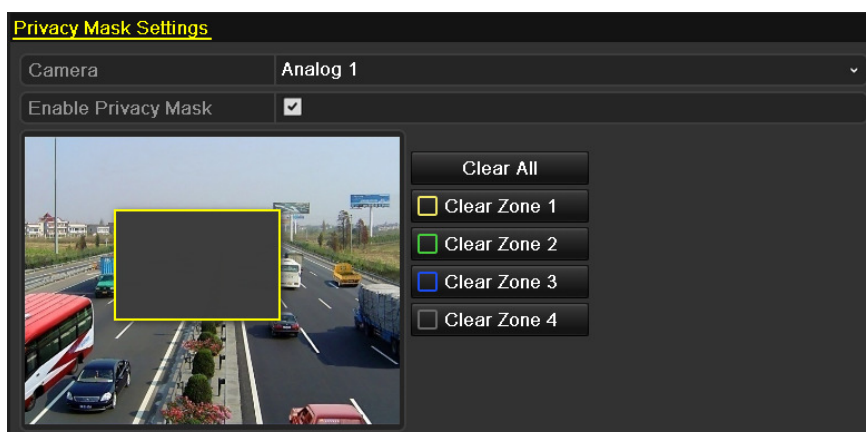 Privacy Mask Settings
Camera Analog 1
Enable Privacy Mask
Clear All
Clear Zone 1
Clear Zone 2
Clear Zone 3
Clear Zone 4